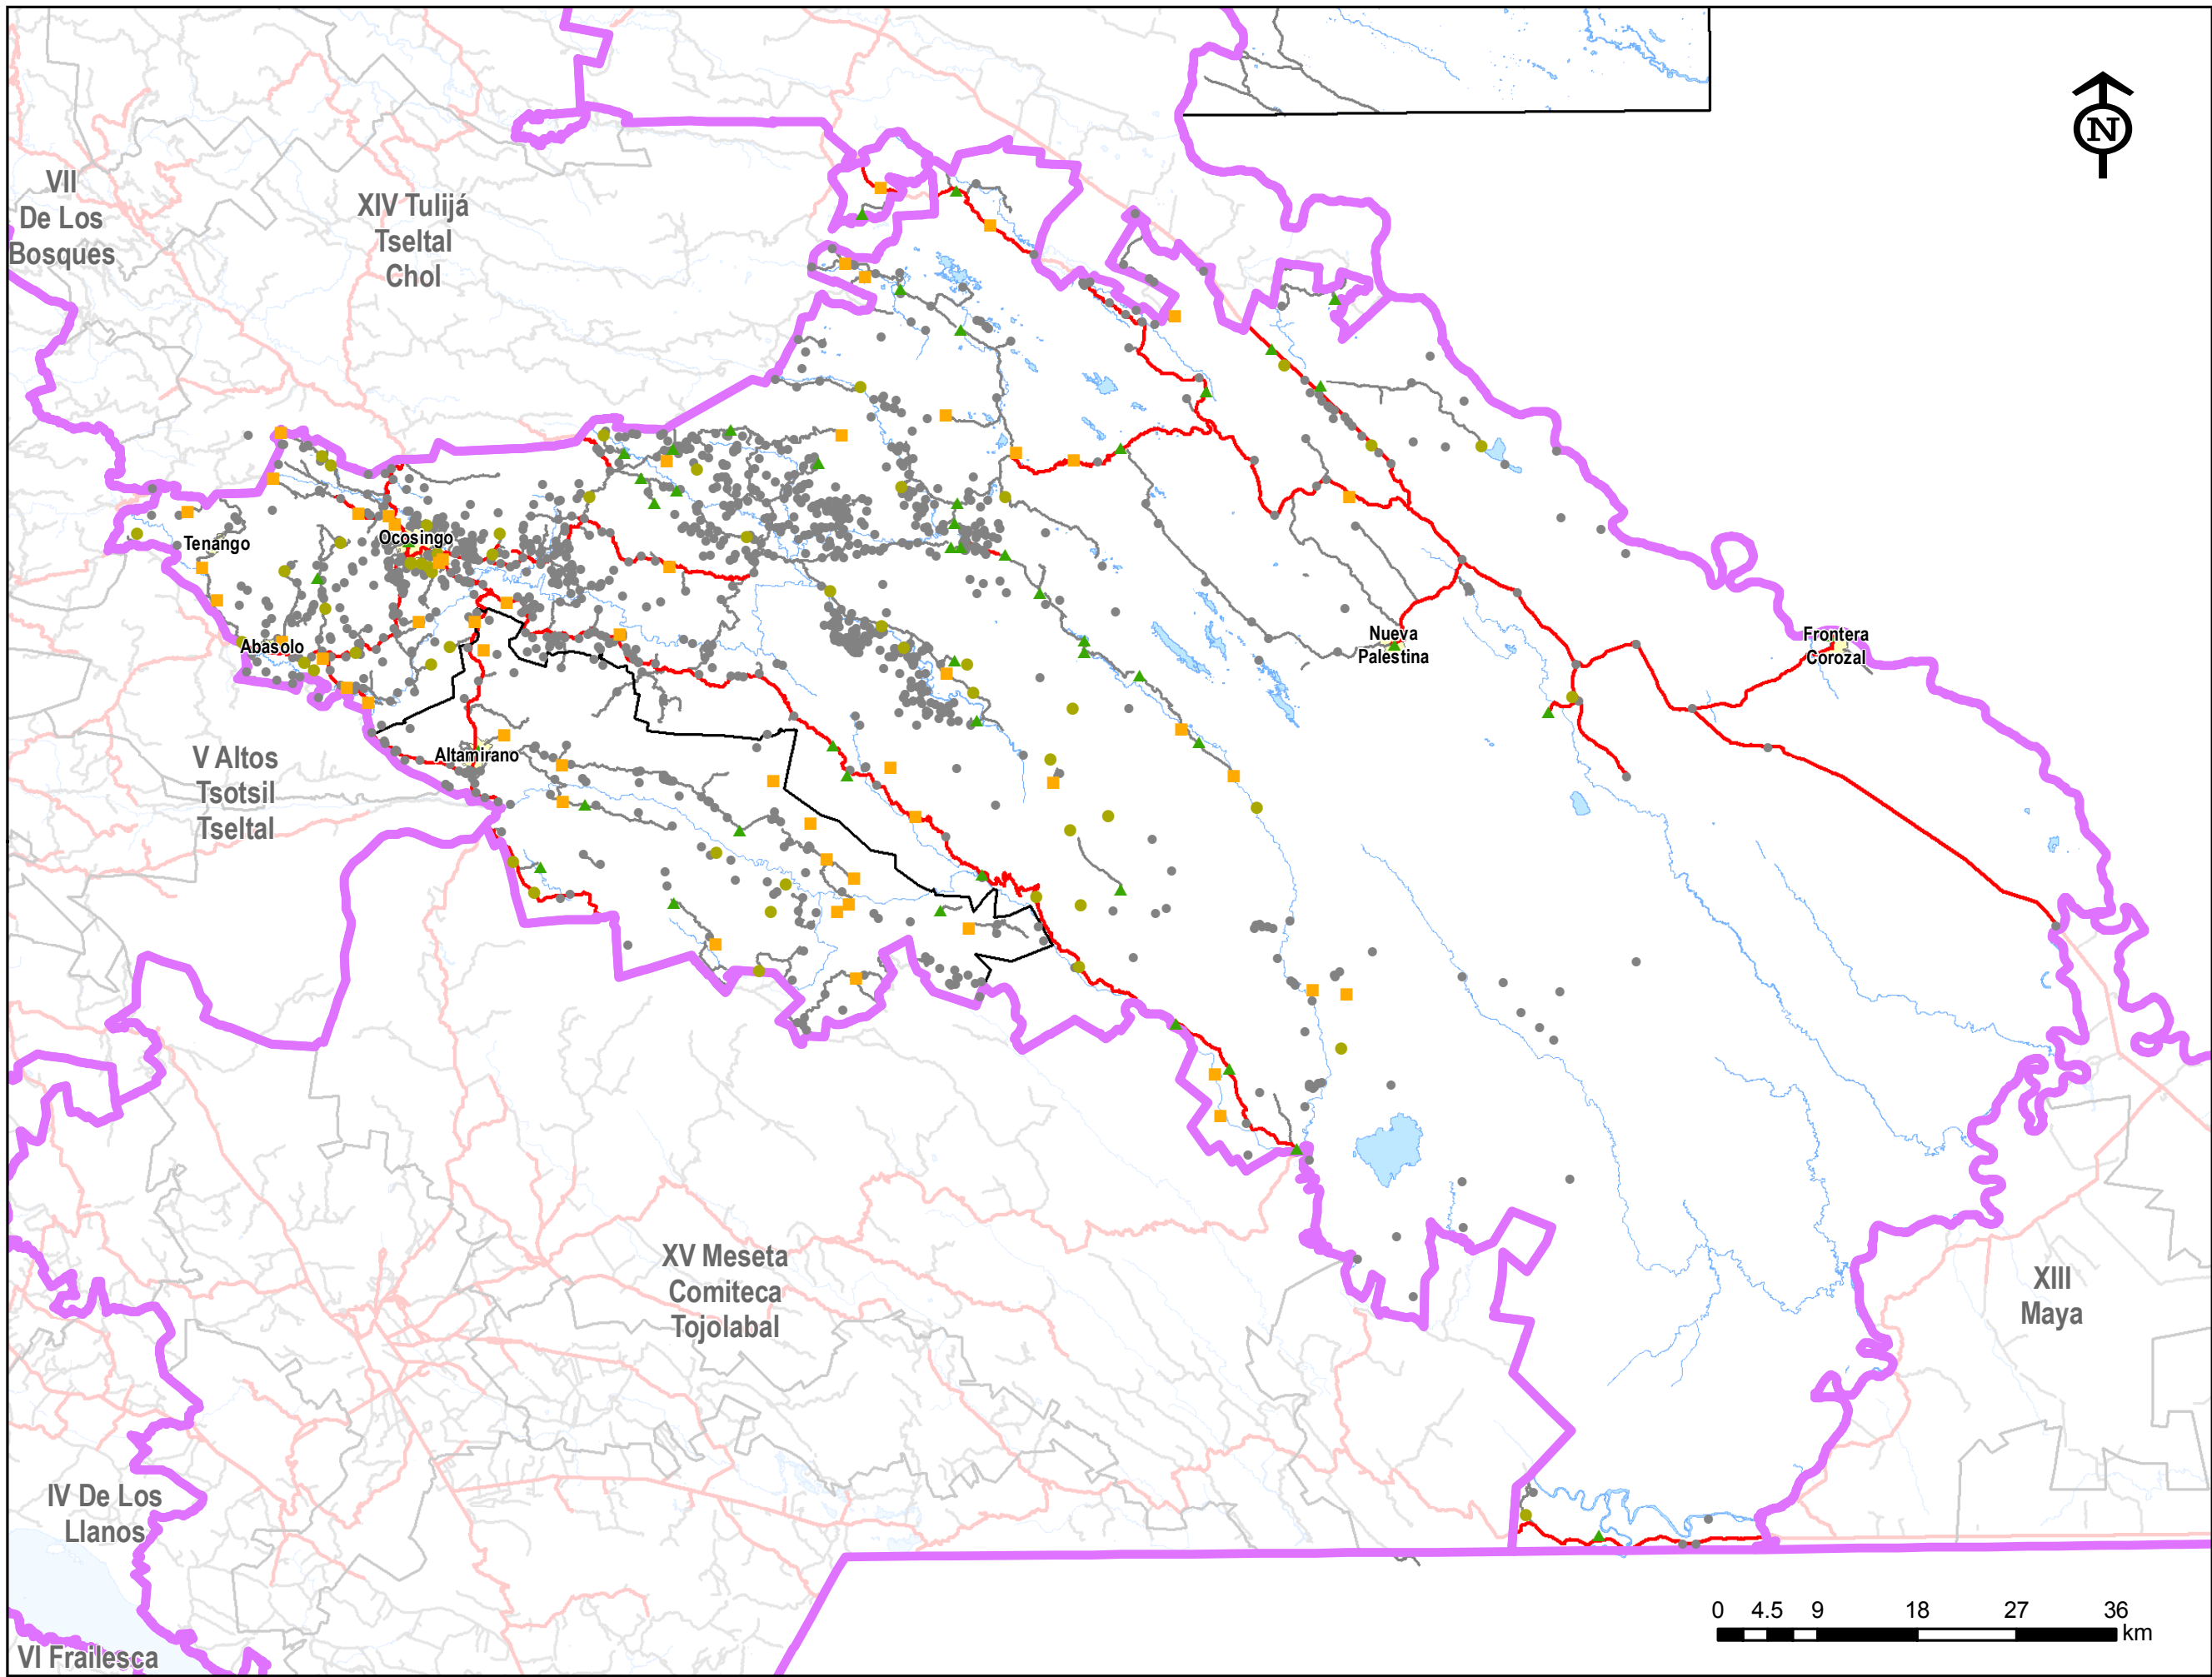 N
VII
De Los
Bosques
XIV Tulijá
Tseltal
Chol
Tenango
Ocosingo
Abasolo
Nueva
Palestina
Frontera
Corozal
Altamirano
V Altos
Tsotsil
Tseltal
XV Meseta
Comiteca
Tojolabal
XIII
Maya
IV De Los
Llanos
VI Frailesca
0 4.5 9 18 27 36
km